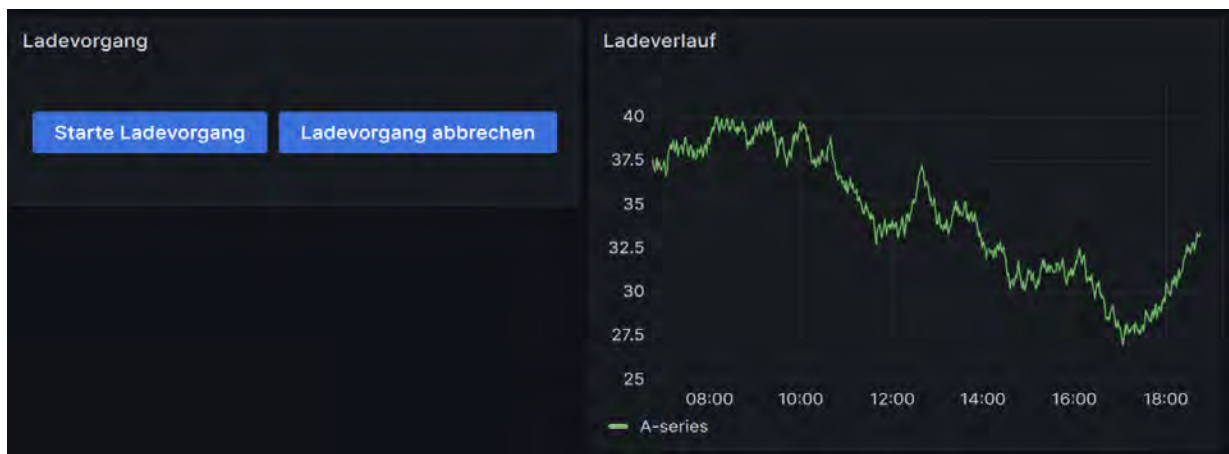 Ladevorgang
Starte Ladevorgang
Ladevorgang abbrechen
Ladeverlauf
40
37.5
35
32.5
30
27.5
25
08:00 10:00 12:00 14:00 16:00 18:00
A-series